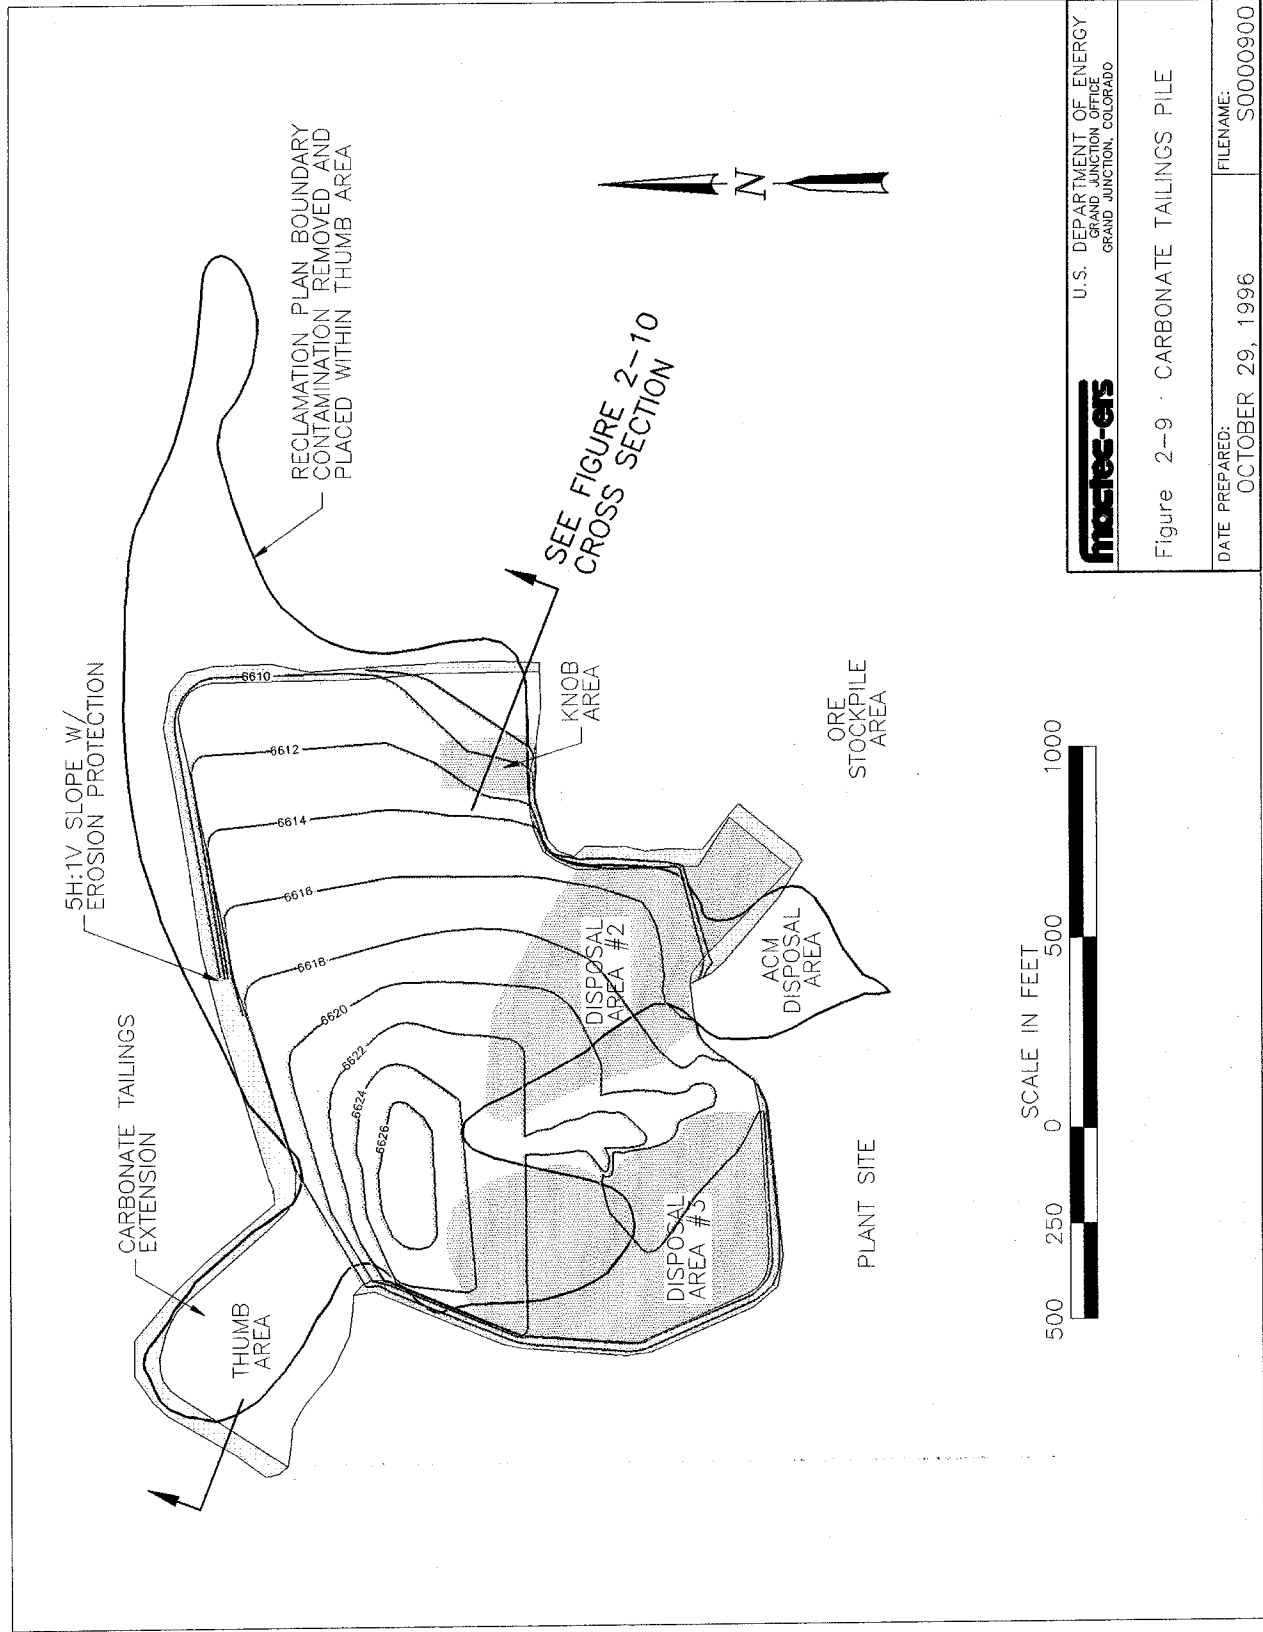 5H:1V SLOPE W/
EROSION PROTECTION
CARBONATE TAILINGS
EXTENSION
THUMB
AREA
RECLAMATION PLAN BOUNDARY
CONTAMINATION REMOVED AND
PLACED WITHIN THUMB AREA
6610
6612
6614
6616
6618
6620
6622
6624
6626
SEE FIGURE 2-10
CROSS SECTION
KNOB
AREA
DISPOSAL
AREA #2
DISPOSAL
AREA #3
ACM
DISPOSAL
AREA
ORE
STOCKPILE
AREA
PLANT SITE
N
SCALE IN FEET
500 250 0 500 1000
mactec-ers
U.S. DEPARTMENT OF ENERGY
GRAND JUNCTION OFFICE
GRAND JUNCTION, COLORADO
Figure 2-9 CARBONATE TAILINGS PILE
DATE PREPARED:
OCTOBER 29, 1996
FILENAME:
S0000900